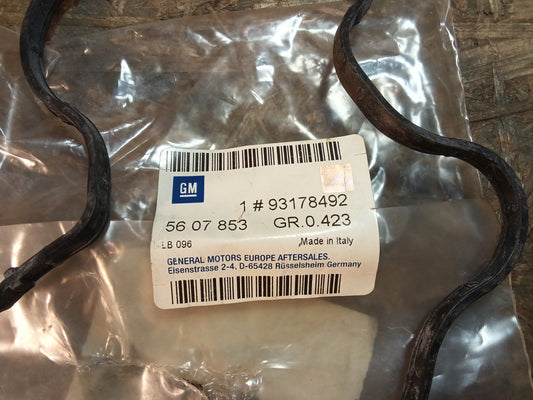 GM
1 # 93178492
56 07 853 GR.0.423
LB 096 Made in Italy
GENERAL MOTORS EUROPE AFTERSALES.
Eisenstrasse 2-4, D-65428 Rüsselsheim Germany